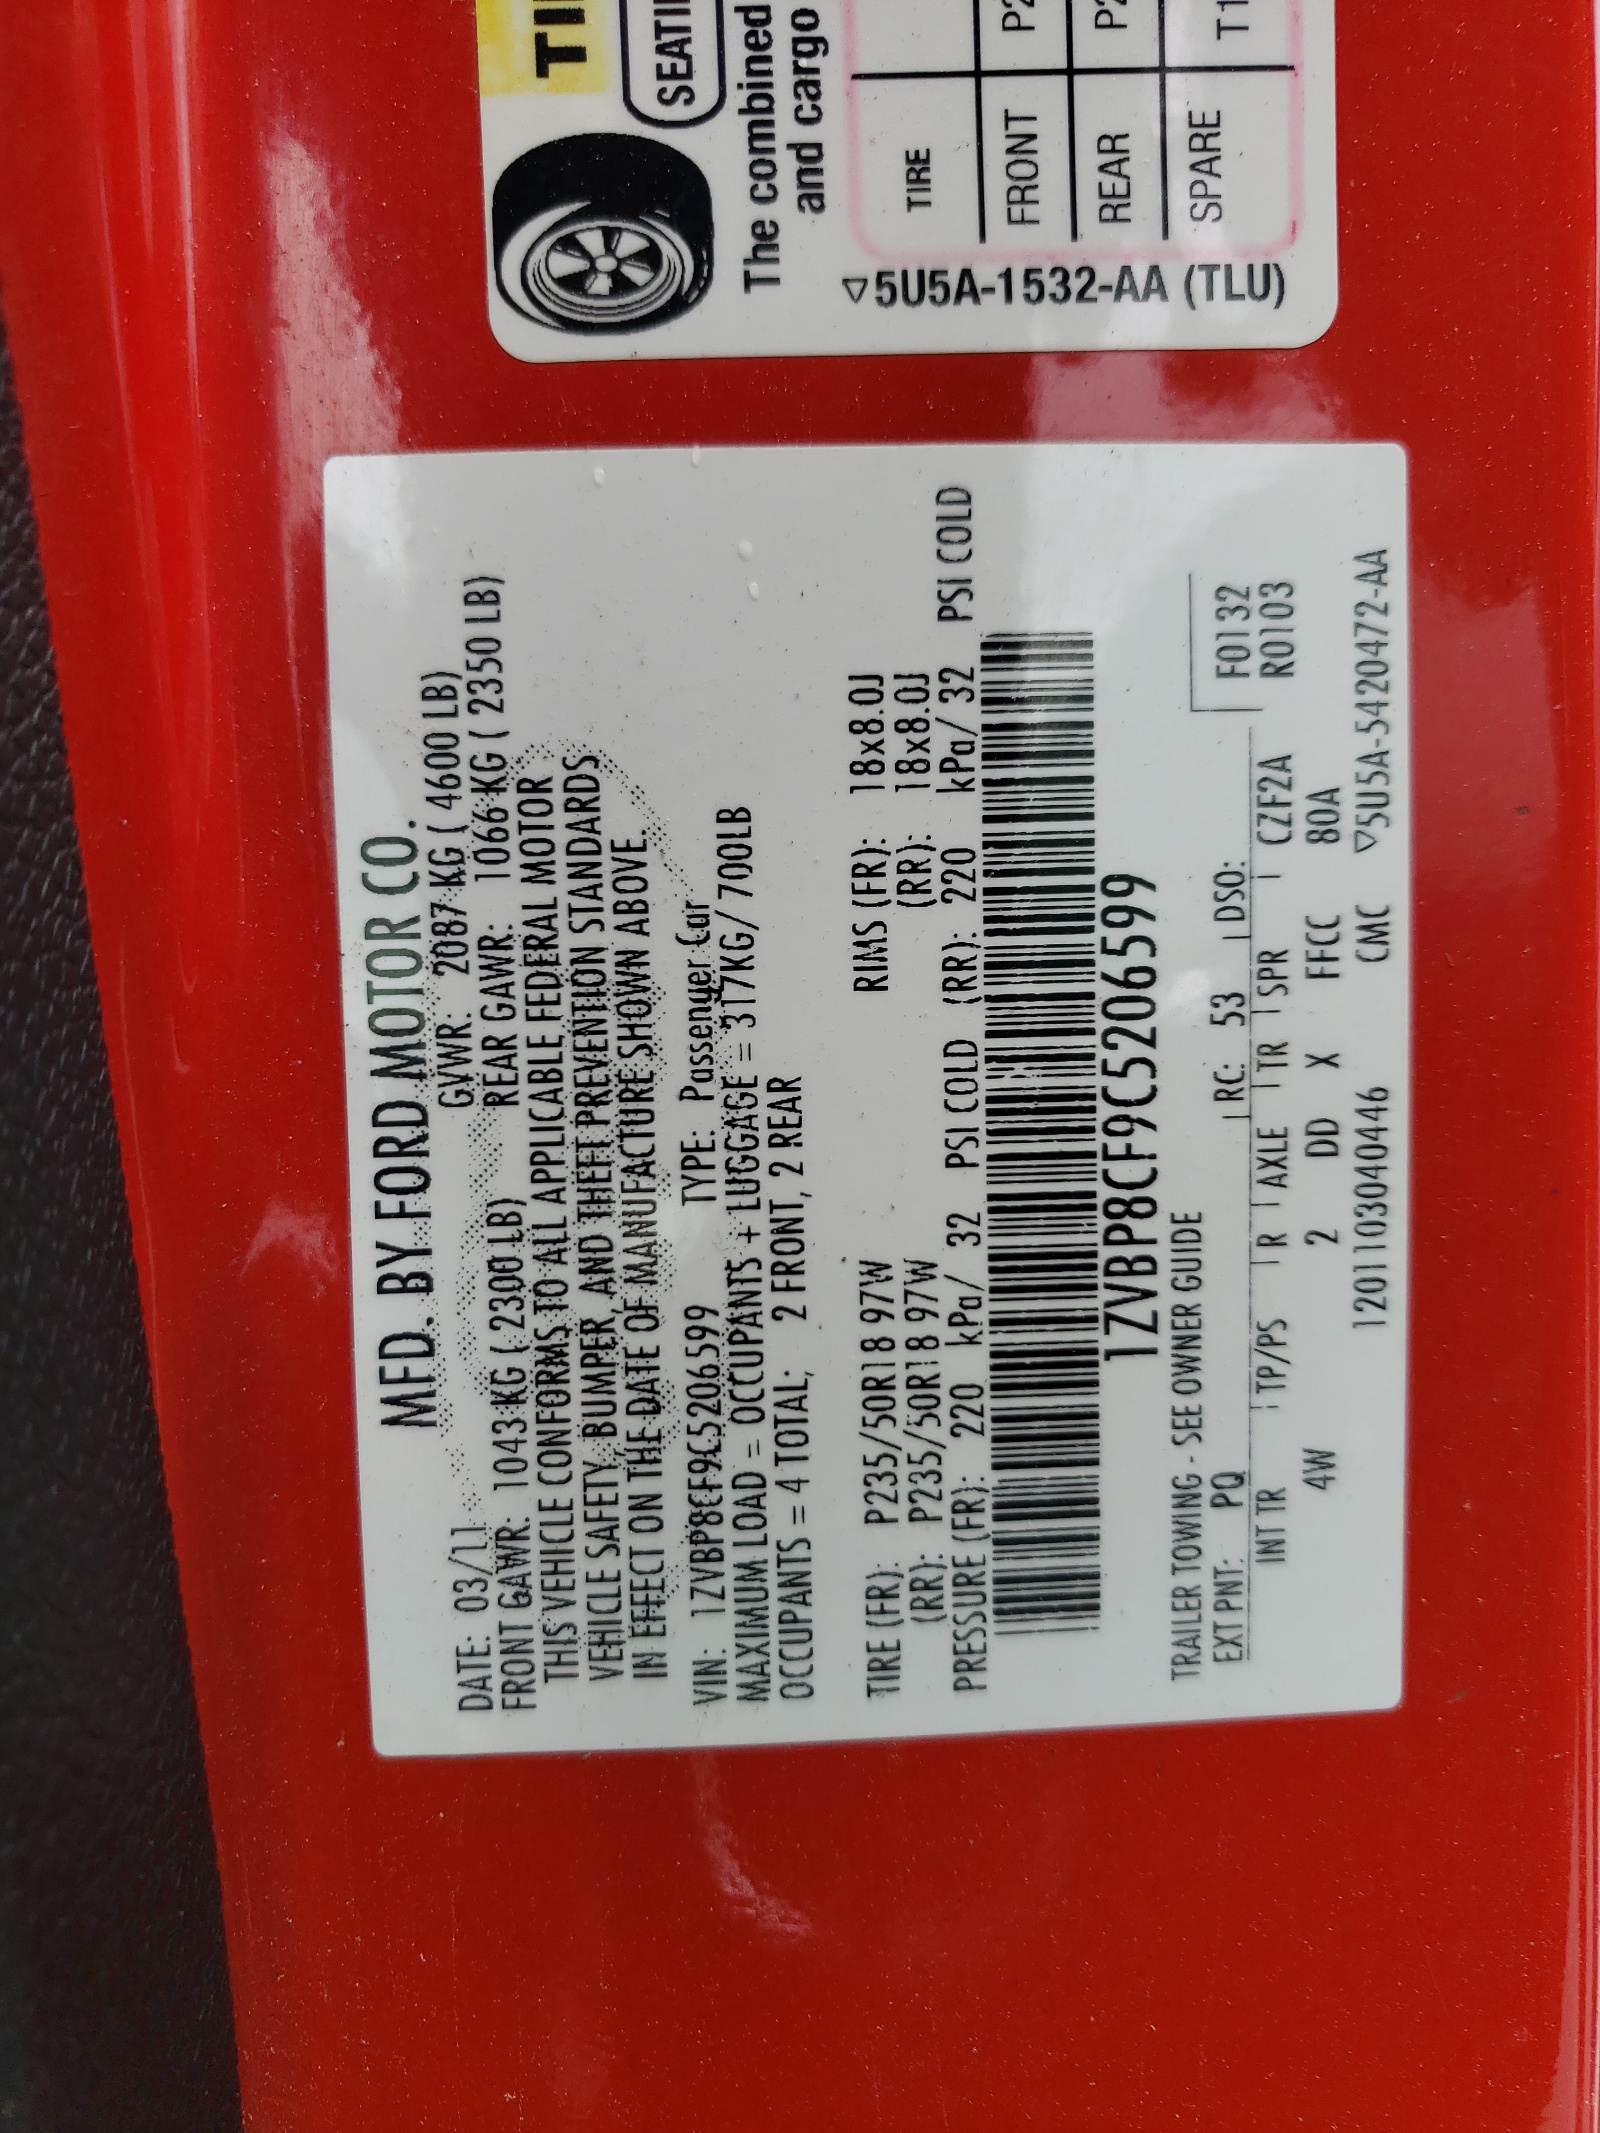 MFD. BY FORD MOTOR CO.
DATE: 03/11 GVWR: 2087 KG ( 4600 LB)
FRONT GAWR: 1043 KG ( 2300 LB) REAR GAWR: 1066 KG ( 2350 LB)
THIS VEHICLE CONFORMS TO ALL APPLICABLE FEDERAL MOTOR
VEHICLE SAFETY, BUMPER, AND THEFT PREVENTION STANDARDS
IN EFFECT ON THE DATE OF MANUFACTURE SHOWN ABOVE.
VIN: 1ZVBP8CF9C5206599 TYPE: Passenger Car
MAXIMUM LOAD = OCCUPANTS + LUGGAGE = 317KG/ 700LB
OCCUPANTS = 4 TOTAL; 2 FRONT, 2 REAR
TIRE (FR): P235/50R18 97W RIMS (FR): 18x8.0J
(RR): P235/50R18 97W (RR): 18x8.0J
PRESSURE (FR): 220 kPa/ 32 PSI COLD (RR): 220 kPa/ 32 PSI COLD
1ZVBP8CF9C5206599
TRAILER TOWING - SEE OWNER GUIDE
EXT PNT: PQ RC: 53 DSO: F0132
INT TR TP/PS R AXLE TR SPR CZF2A R0103
4W 2 DD X FFCC 80A
1201103040446 CMC ▽5U5A-5420472-AA
TI
SEATI
The combined
and cargo
TIRE
FRONT P2
REAR P2
SPARE T1
▽5U5A-1532-AA (TLU)